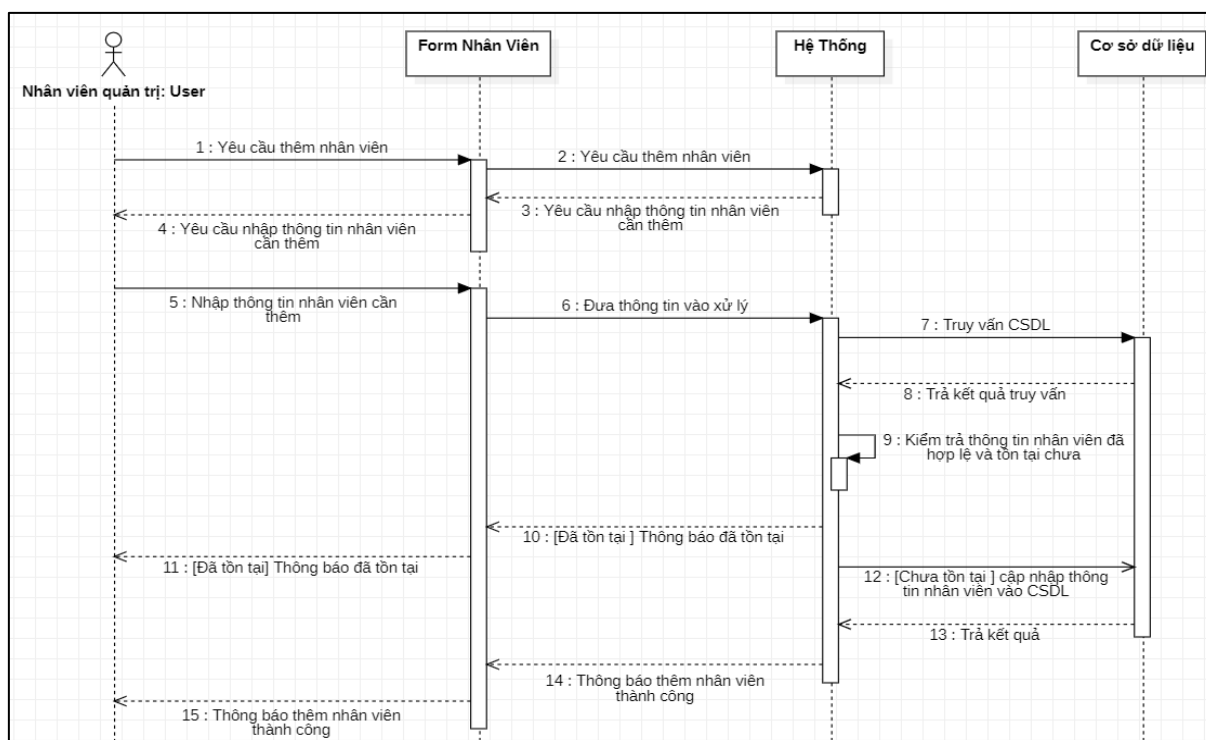 Form Nhân Viên
Hệ Thống
Cơ sở dữ liệu
Nhân viên quản trị: User
1 : Yêu cầu thêm nhân viên
2 : Yêu cầu thêm nhân viên
3 : Yêu cầu nhập thông tin nhân viên
cần thêm
4 : Yêu cầu nhập thông tin nhân viên
cần thêm
5 : Nhập thông tin nhân viên cần
thêm
6 : Đưa thông tin vào xử lý
7 : Truy vấn CSDL
8 : Trả kết quả truy vấn
9 : Kiểm trả thông tin nhân viên đã
hợp lệ và tồn tại chưa
10 : [Đã tồn tại ] Thông báo đã tồn tại
11 : [Đã tồn tại] Thông báo đã tồn tại
12 : [Chưa tồn tại ] cập nhập thông
tin nhân viên vào CSDL
13 : Trả kết quả
14 : Thông báo thêm nhân viên
thành công
15 : Thông báo thêm nhân viên
thành công